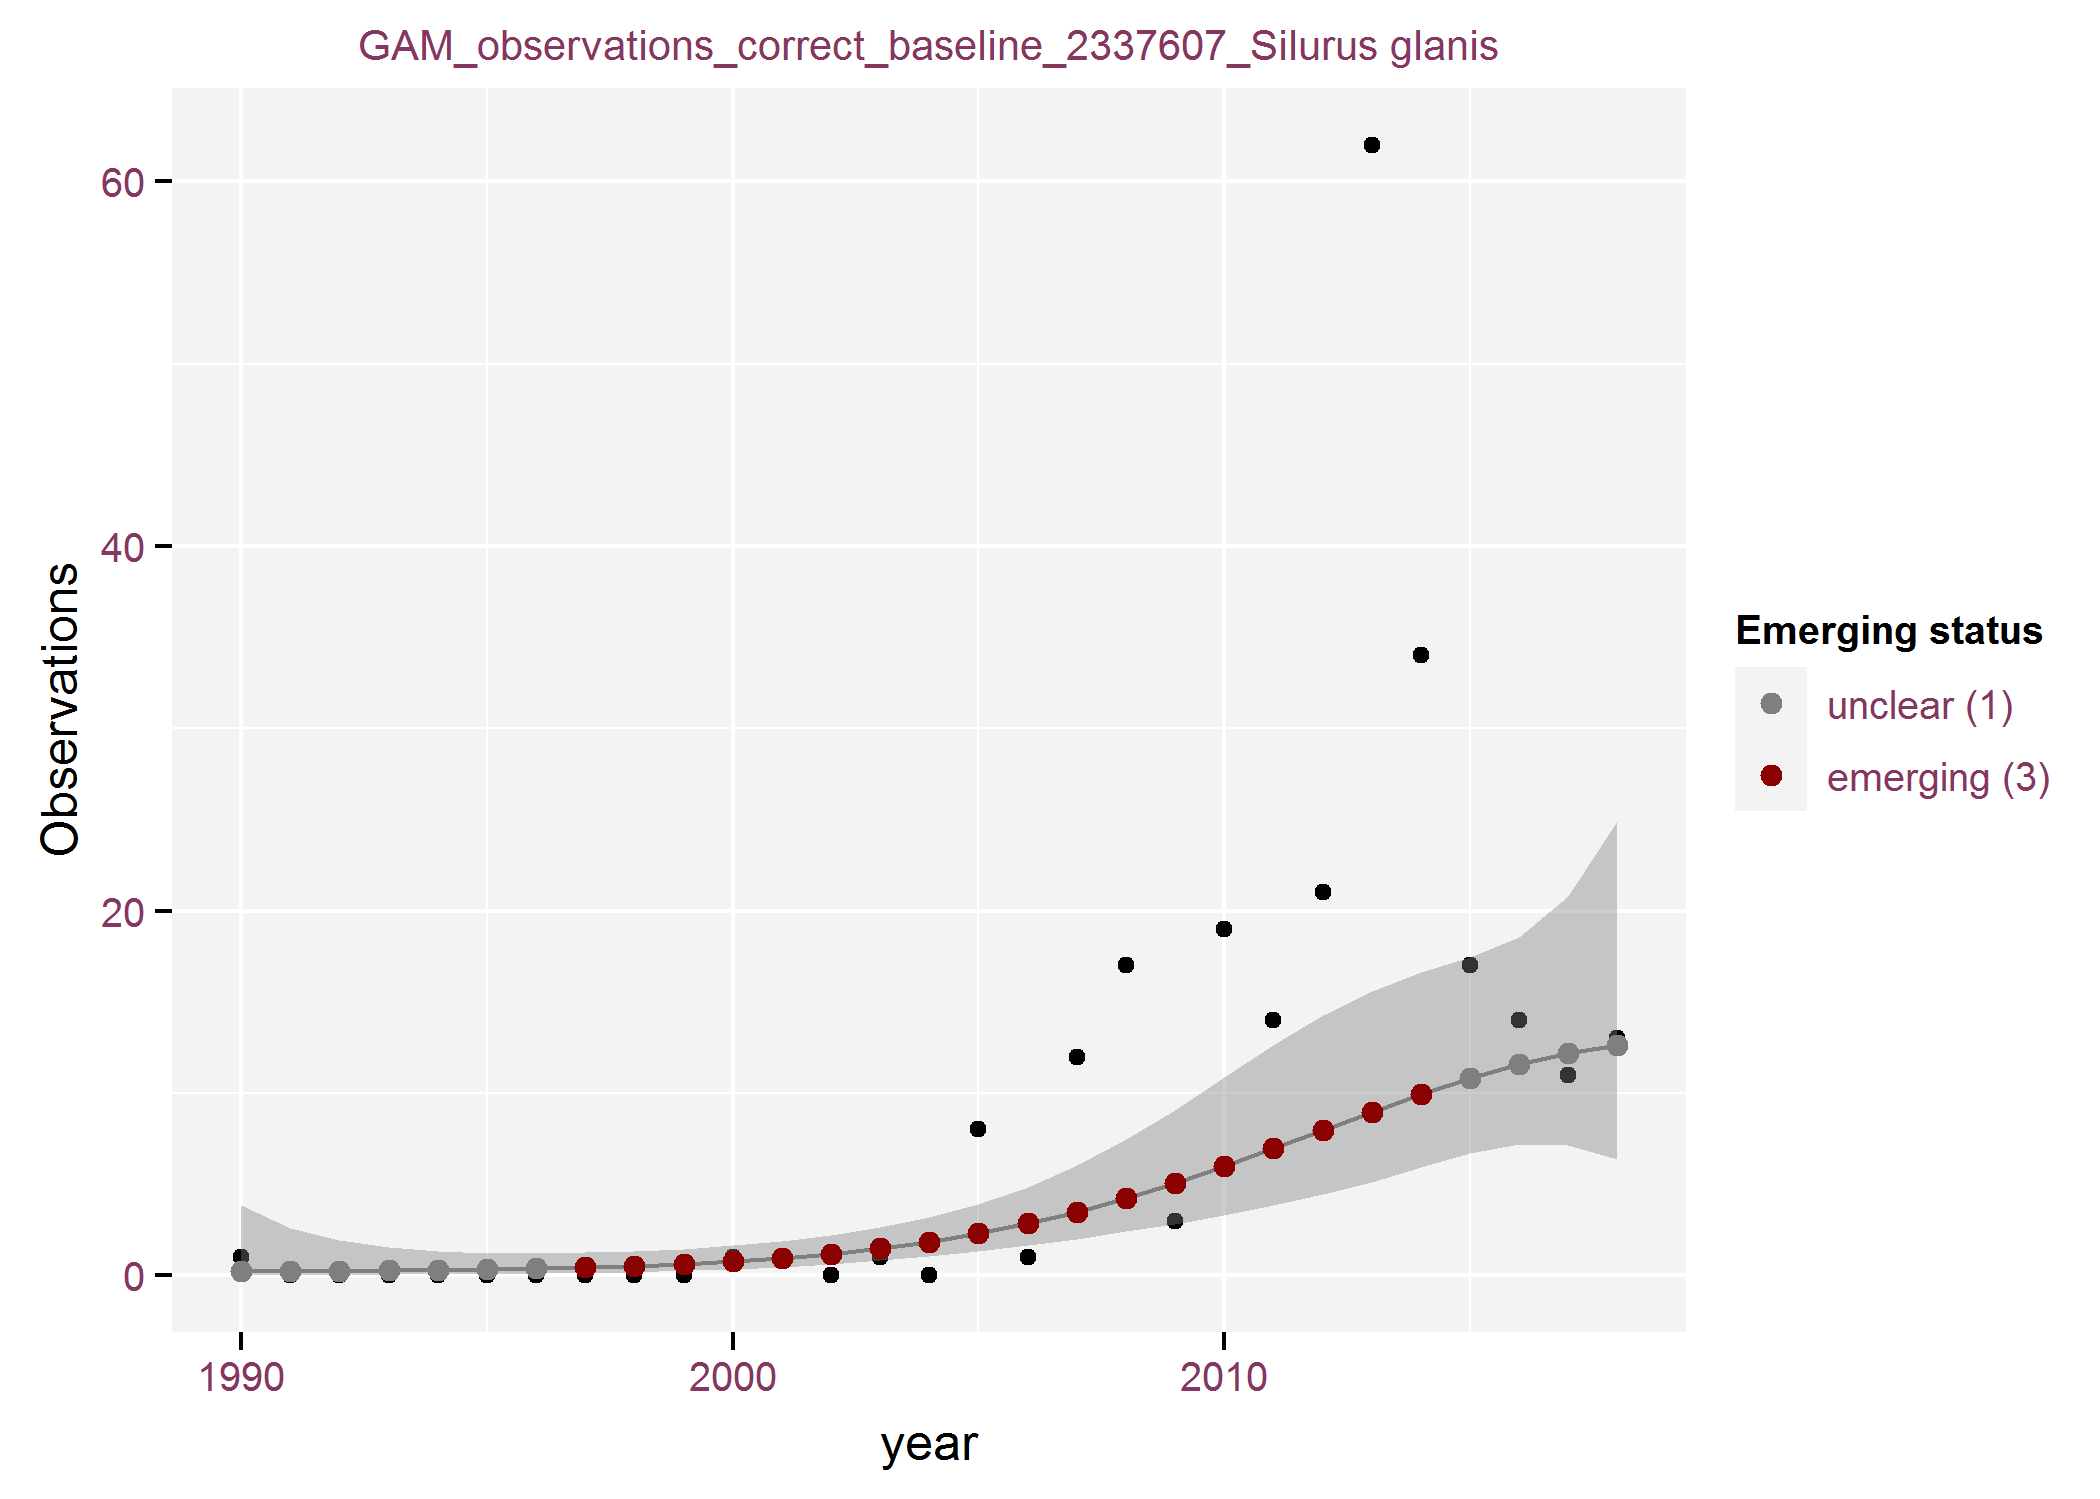 GAM_observations_correct_baseline_2337607_Silurus glanis
60
40
20
0
Observations
1990
2000
2010
year
Emerging status
unclear (1)
emerging (3)